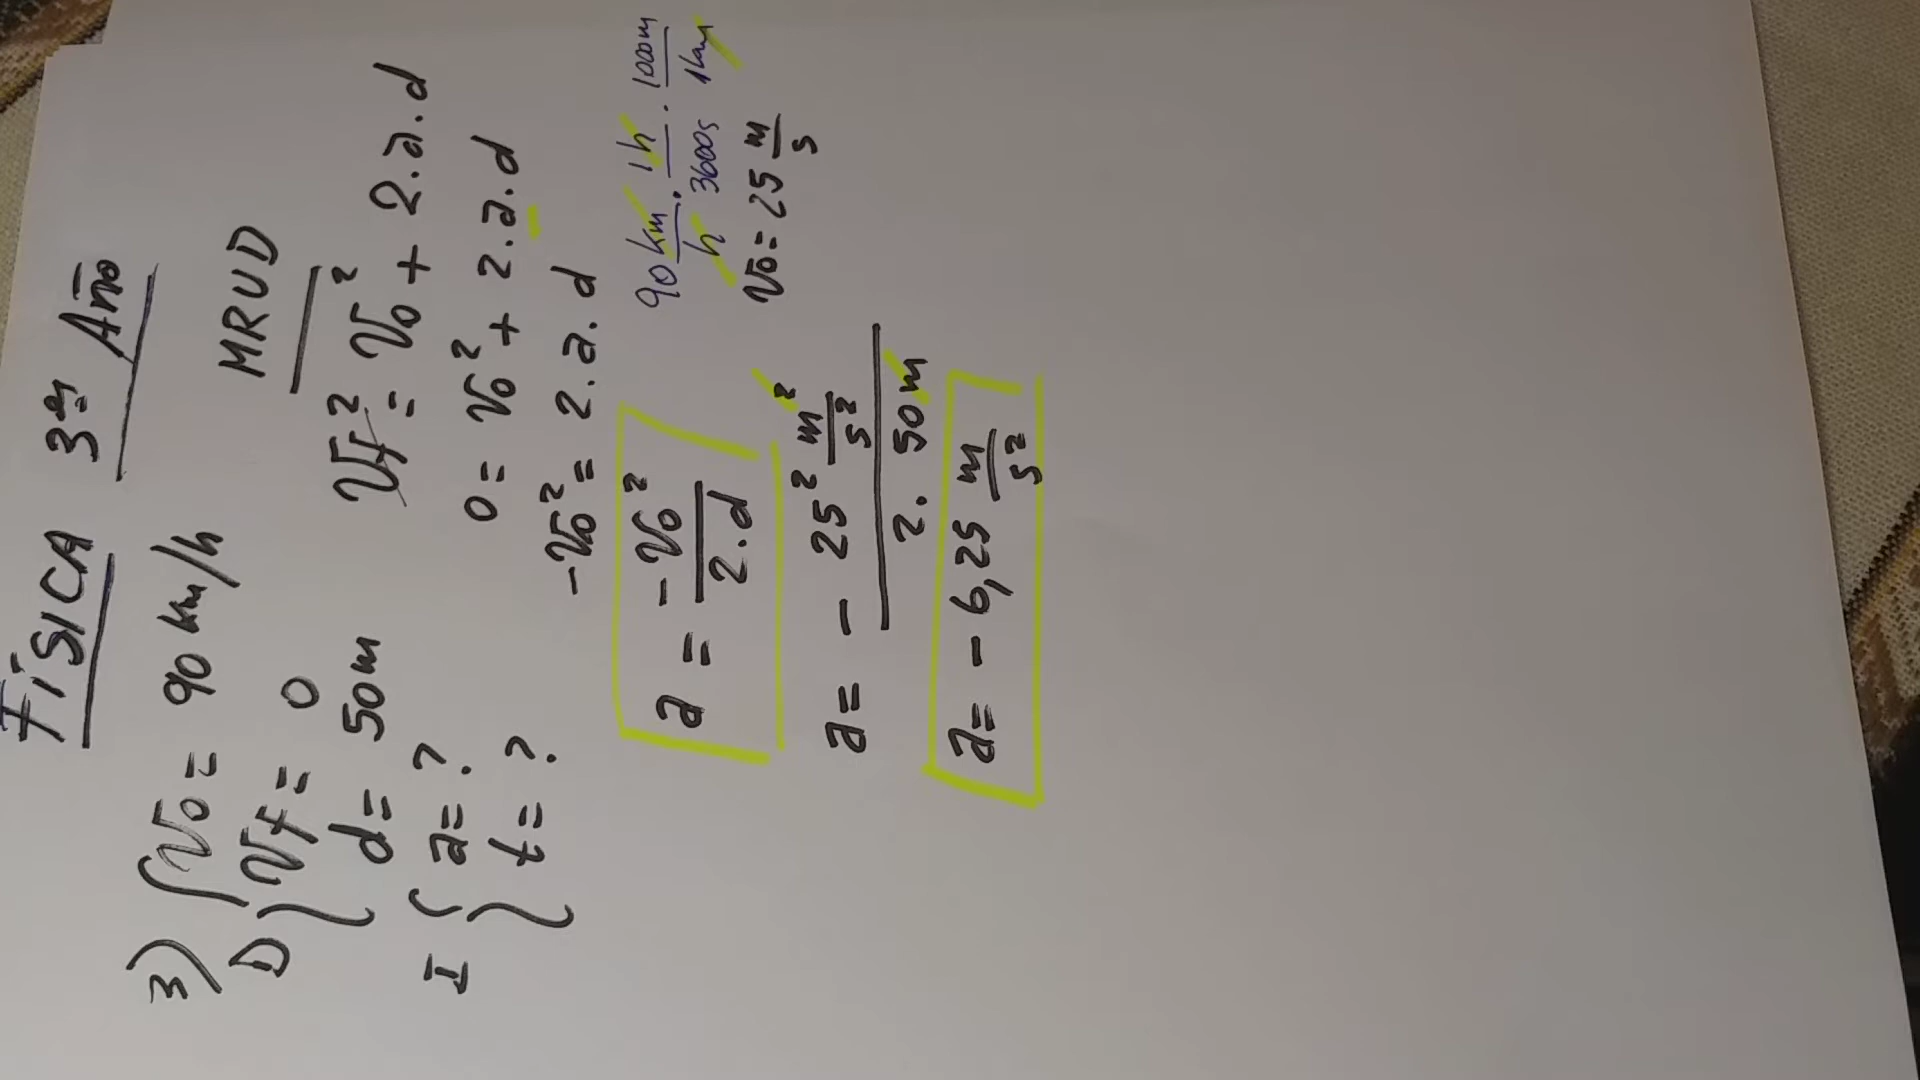 FÍSICA 3er Año
3)
D { Vo = 90 km/h
Vf = 0
d = 50m
I { a = ?
t = ?
MRUD
Vf² = Vo² + 2.a.d
0 = Vo² + 2.a.d
-Vo² = 2.a.d
a = -Vo² / 2.d
90 km/h . 1h/3600s . 1000m/1km
Vo = 25 m/s
a = - 25² m²/s² / 2. 50m
a = - 6,25 m/s²